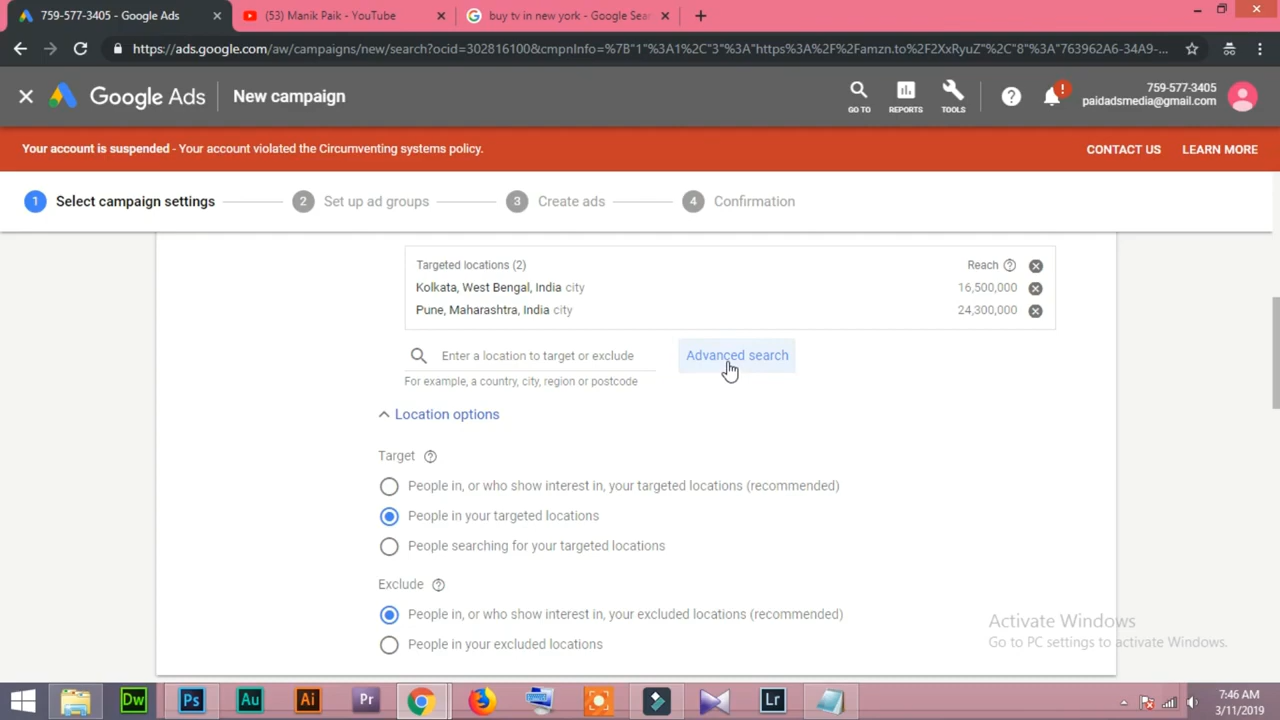 759-577-3405 - Google Ads
(53) Manik Paik - YouTube
buy tv in new york - Google Sea
https://ads.google.com/aw/campaigns/new/search?ocid=302816100&cmpnInfo=%7B"1"%3A1%2C"3"%3A"https%3A%2F%2Famzn.to%2F2XxRyuZ"%2C"8"%3A"763962A6-34A9-...
Google Ads
New campaign
GO TO
REPORTS
TOOLS
759-577-3405
paidadsmedia@gmail.com
Your account is suspended - Your account violated the Circumventing systems policy.
CONTACT US
LEARN MORE
1 Select campaign settings
2 Set up ad groups
3 Create ads
4 Confirmation
Targeted locations (2)
Reach
Kolkata, West Bengal, India city
16,500,000
Pune, Maharashtra, India city
24,300,000
Enter a location to target or exclude
Advanced search
For example, a country, city, region or postcode
Location options
Target
People in, or who show interest in, your targeted locations (recommended)
People in your targeted locations
People searching for your targeted locations
Exclude
People in, or who show interest in, your excluded locations (recommended)
People in your excluded locations
Activate Windows
Go to PC settings to activate Windows.
Dw
Ps
Au
Ai
Pr
Lr
7:46 AM
3/11/2019